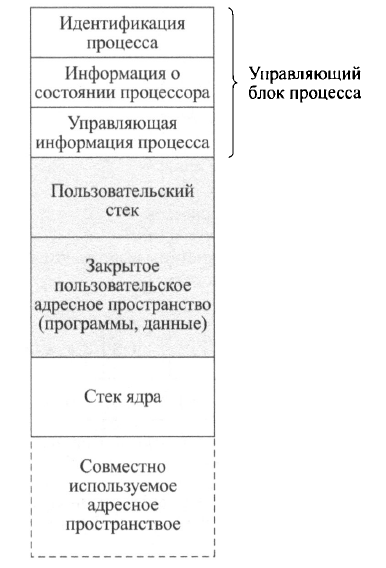 Идентификация
процесса
Информация о
состоянии процессора
Управляющая
информация процесса
Управляющий
блок процесса
Пользовательский
стек
Закрытое
пользовательское
адресное пространство
(программы, данные)
Стек ядра
Совместно
используемое
адресное
пространствое